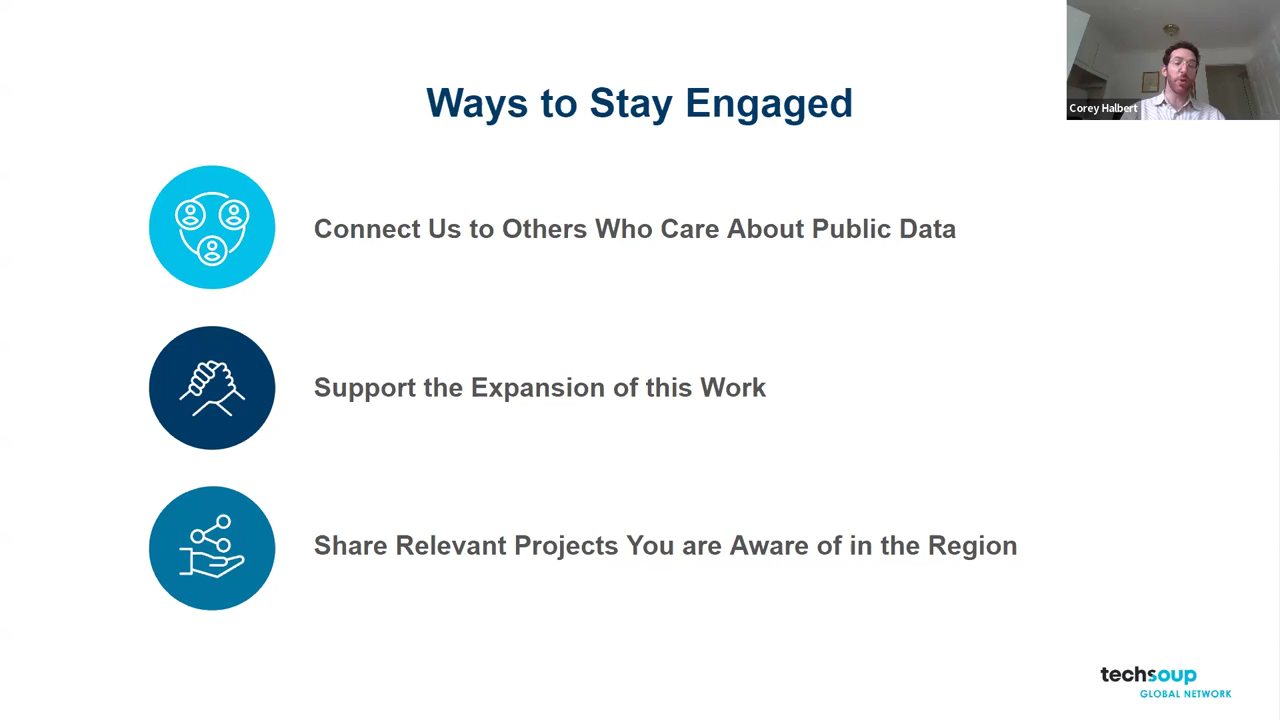 Ways to Stay Engaged
Corey Halbert
Connect Us to Others Who Care About Public Data
Support the Expansion of this Work
Share Relevant Projects You are Aware of in the Region
techsoup
GLOBAL NETWORK